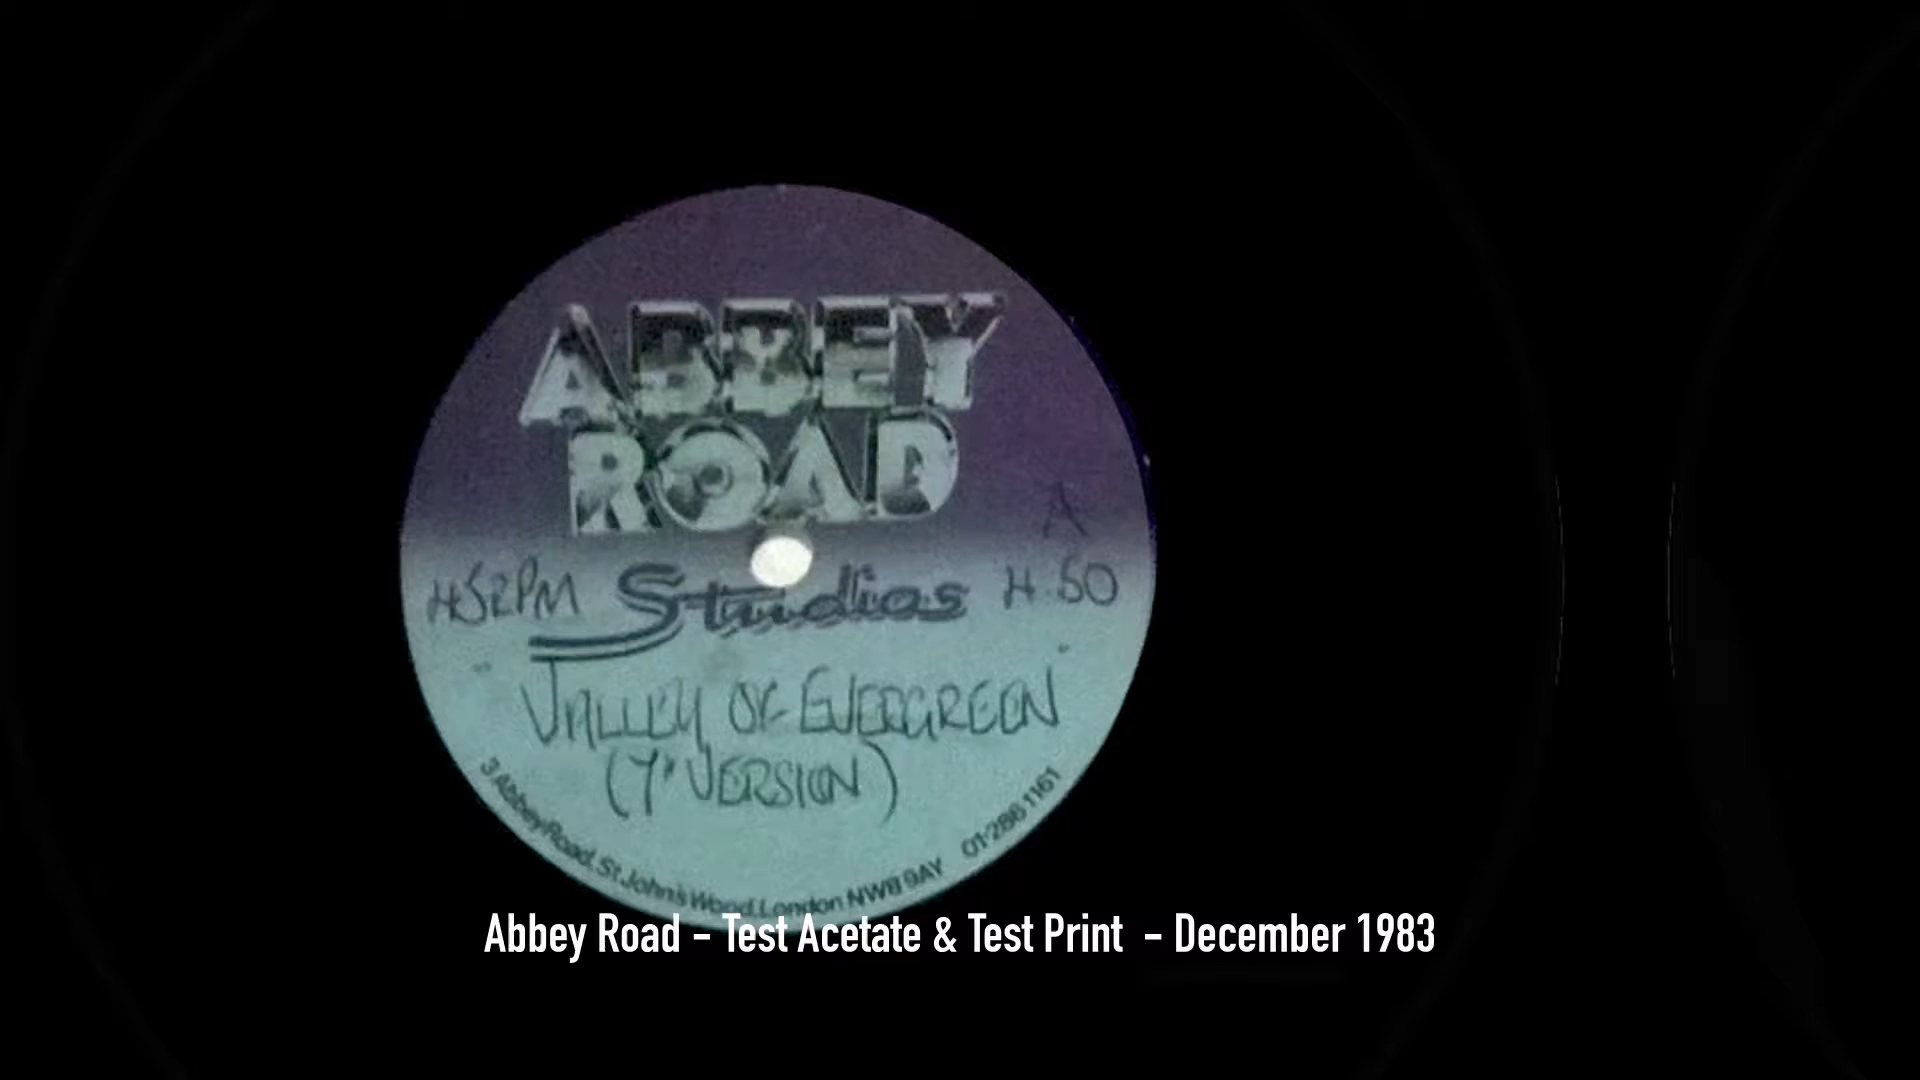 ABBEY
ROAD
A
45RPM Studios 4.50
"VALLEY OF EVERGREEN"
(7" VERSION)
3 Abbey Road, St John's Wood, London NW8 9AY 01-286 1161
Abbey Road - Test Acetate & Test Print - December 1983